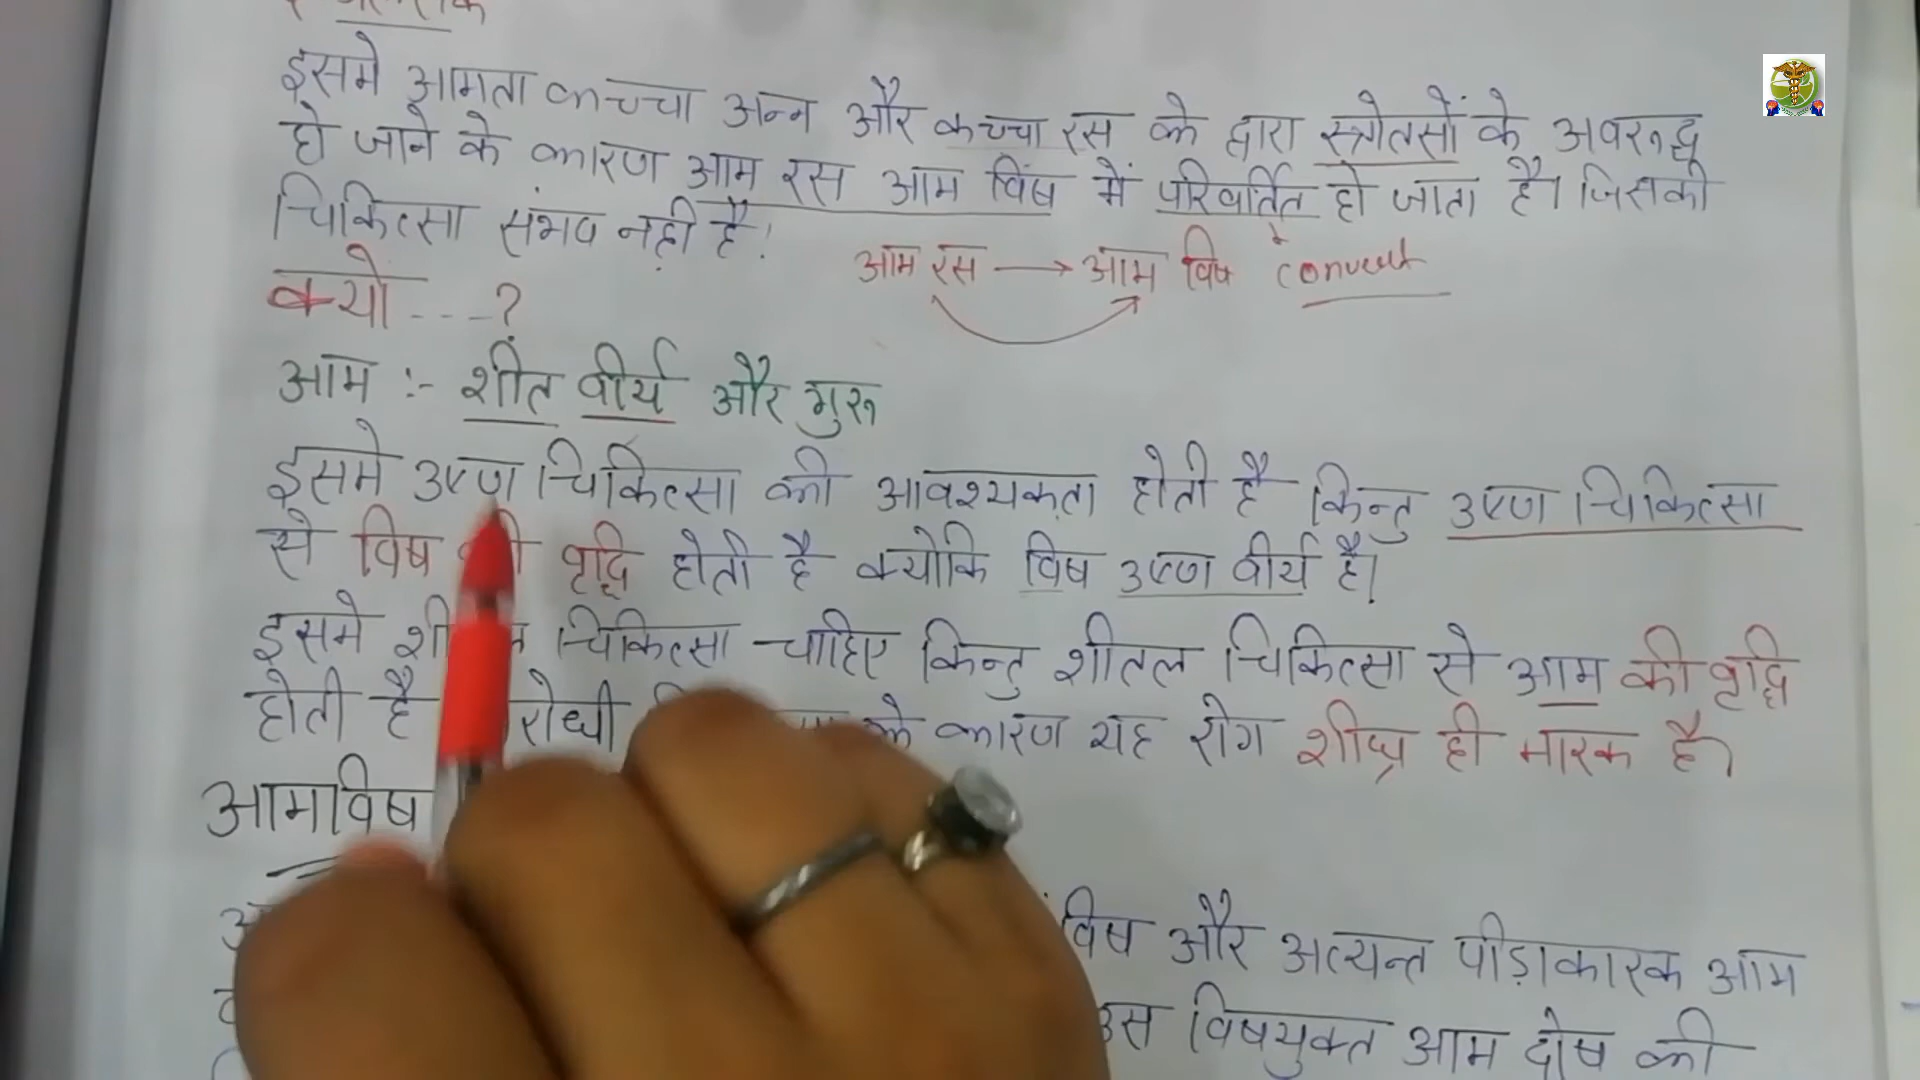 इसमे आमता कच्चा अन्न और कच्चा रस के द्वारा स्त्रोतसों के अवरुद्ध
हो जाने के कारण आम रस आम विष में परिवर्तित हो जाता है। जिसकी
चिकित्सा संभव नही है!
आम रस → आम विष convert
क्यो ---?
आम :- शीत वीर्य और गुरु
इसमे उष्ण चिकित्सा की आवश्यकता होती है किन्तु उष्ण चिकित्सा
से विष की वृद्धि होती है क्योकि विष उष्ण वीर्य है।
इसमे चिकित्सा चाहिए किन्तु शीतल चिकित्सा से आम की वृद्धि
होती है के कारण यह रोग शीघ्र ही मारक है।
आमविष
विष और अत्यन्त पीड़ाकारक आम
उस विषयुक्त आम दोष की